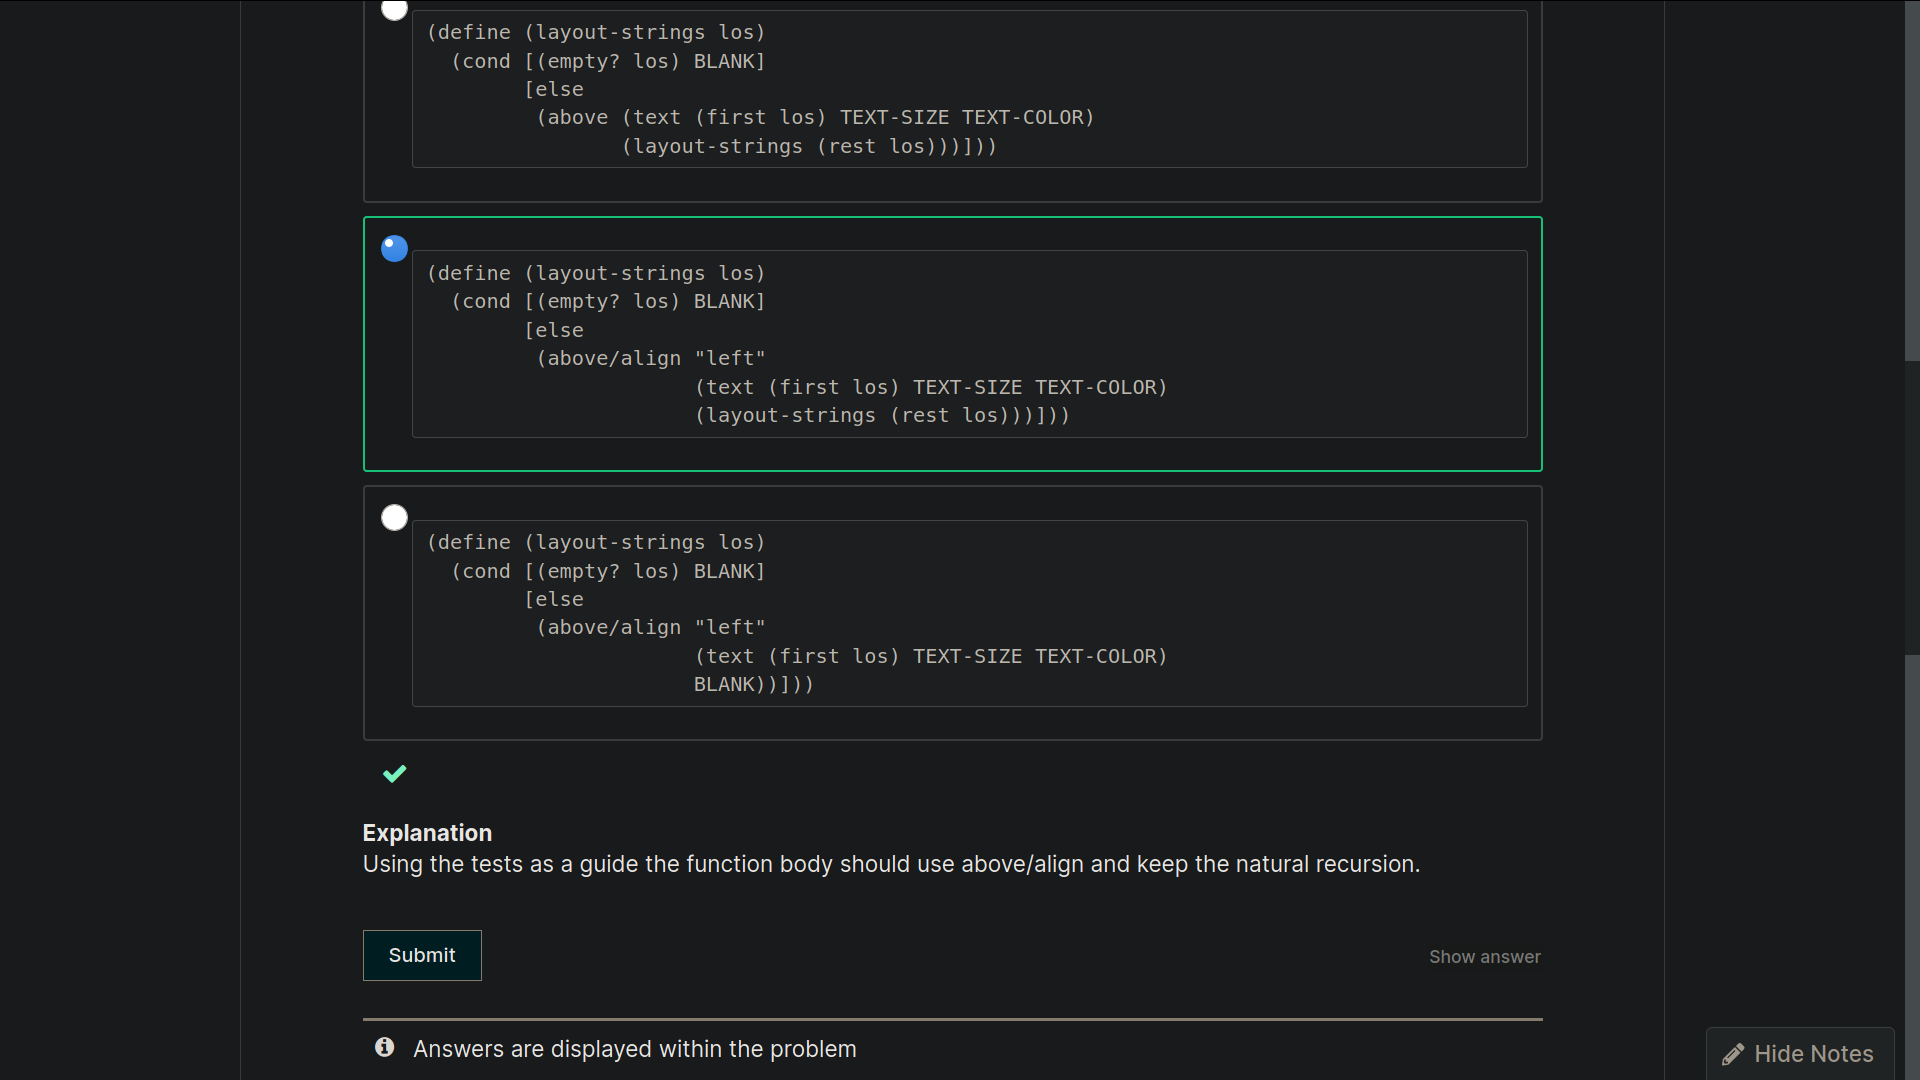 (define (layout-strings los)
  (cond [(empty? los) BLANK]
        [else
         (above (text (first los) TEXT-SIZE TEXT-COLOR)
                (layout-strings (rest los)))]))
(define (layout-strings los)
  (cond [(empty? los) BLANK]
        [else
         (above/align "left"
                      (text (first los) TEXT-SIZE TEXT-COLOR)
                      (layout-strings (rest los)))]))
(define (layout-strings los)
  (cond [(empty? los) BLANK]
        [else
         (above/align "left"
                      (text (first los) TEXT-SIZE TEXT-COLOR)
                      BLANK))]))
Explanation
Using the tests as a guide the function body should use above/align and keep the natural recursion.
Submit
Show answer
Answers are displayed within the problem
Hide Notes